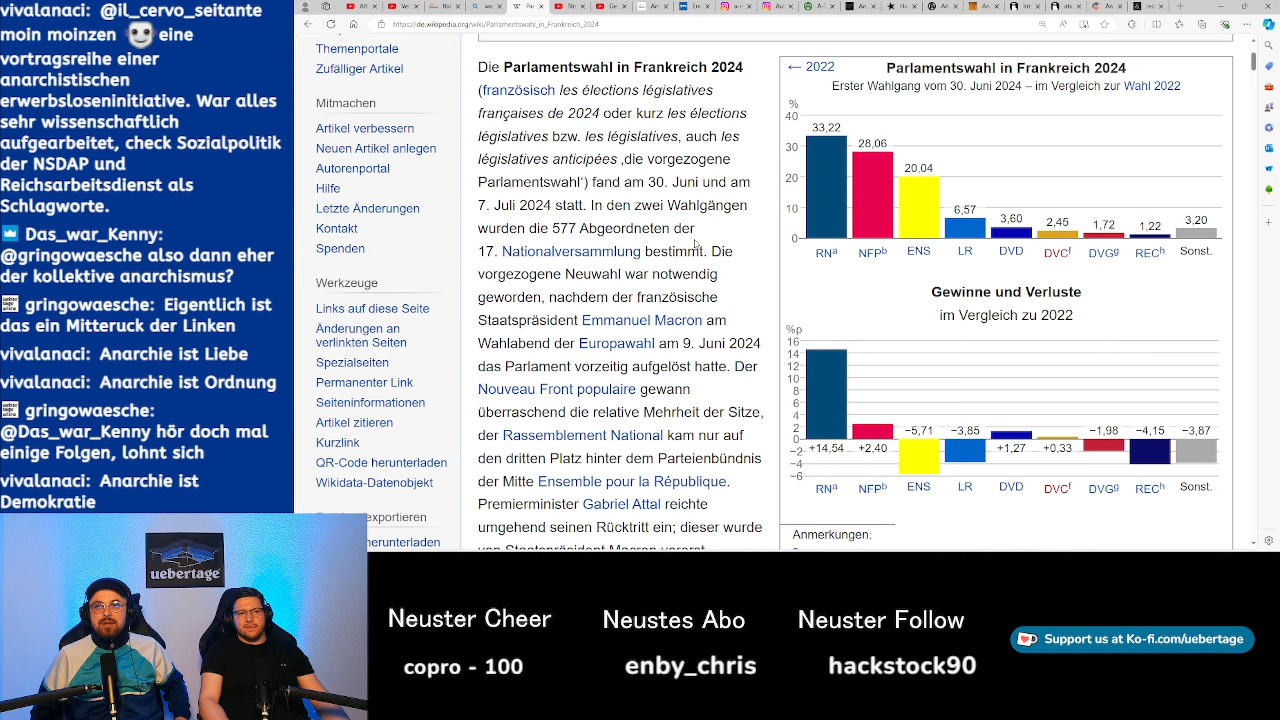 vivalanaci: @il_cervo_seitante
moin moinzen eine
vortragsreihe einer
anarchistischen
erwerbsloseninitiative. War alles
sehr wissenschaftlich
aufgearbeitet, check Sozialpolitik
der NSDAP und
Reichsarbeitsdienst als
Schlagworte.
Das_war_Kenny:
@gringowaesche also dann eher
der kollektive anarchismus?
gringowaesche: Eigentlich ist
das ein Mitteruck der Linken
vivalanaci: Anarchie ist Liebe
vivalanaci: Anarchie ist Ordnung
gringowaesche:
@Das_war_Kenny hör doch mal
einige Folgen, lohnt sich
vivalanaci: Anarchie ist
Demokratie
https://de.wikipedia.org/wiki/Parlamentswahl_in_Frankreich_2024
Themenportale
Zufälliger Artikel
Mitmachen
Artikel verbessern
Neuen Artikel anlegen
Autorenportal
Hilfe
Letzte Änderungen
Kontakt
Spenden
Werkzeuge
Links auf diese Seite
Änderungen an
verlinkten Seiten
Spezialseiten
Permanenter Link
Seiten­informationen
Artikel zitieren
Kurzlink
QR-Code herunterladen
Wikidata-Datenobjekt
exportieren
herunterladen
Die Parlamentswahl in Frankreich 2024
(französisch les élections législatives
françaises de 2024 oder kurz les élections
législatives bzw. les législatives, auch les
législatives anticipées ‚die vorgezogene
Parlamentswahl') fand am 30. Juni und am
7. Juli 2024 statt. In den zwei Wahlgängen
wurden die 577 Abgeordneten der
17. Nationalversammlung bestimmt. Die
vorgezogene Neuwahl war notwendig
geworden, nachdem der französische
Staatspräsident Emmanuel Macron am
Wahlabend der Europawahl am 9. Juni 2024
das Parlament vorzeitig aufgelöst hatte. Der
Nouveau Front populaire gewann
überraschend die relative Mehrheit der Sitze,
der Rassemblement National kam nur auf
den dritten Platz hinter dem Parteienbündnis
der Mitte Ensemble pour la République.
Premierminister Gabriel Attal reichte
umgehend seinen Rücktritt ein; dieser wurde
von Staatspräsident Macron vorerst
← 2022 Parlamentswahl in Frankreich 2024
Erster Wahlgang vom 30. Juni 2024 – im Vergleich zur Wahl 2022
%
40
30
20
10
0
33,22 28,06 20,04 6,57 3,60 2,45 1,72 1,22 3,20
RNa NFPb ENS LR DVD DVCf DVGg RECh Sonst.
Gewinne und Verluste
im Vergleich zu 2022
%p
16
14
12
10
8
6
4
2
0
−2
−4
−6
+14,54 +2,40 −5,71 −3,85 +1,27 +0,33 −1,98 −4,15 −3,87
RNa NFPb ENS LR DVD DVCf DVGg RECh Sonst.
Anmerkungen:
uebertage
Neuster Cheer
copro - 100
Neustes Abo
enby_chris
Neuster Follow
hackstock90
Support us at Ko-fi.com/uebertage